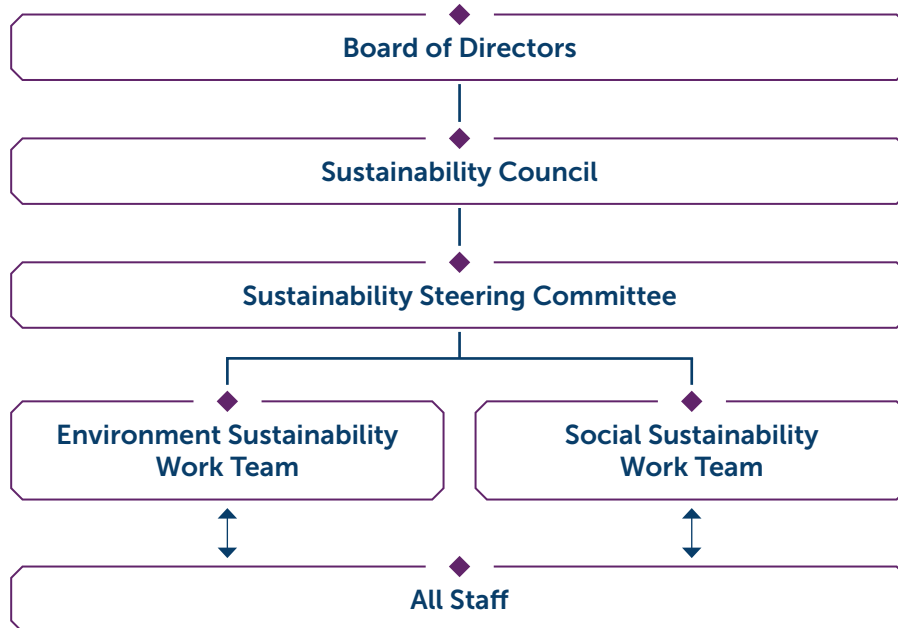 Board of Directors
Sustainability Council
Sustainability Steering Committee
Environment Sustainability
Work Team
Social Sustainability
Work Team
All Staff